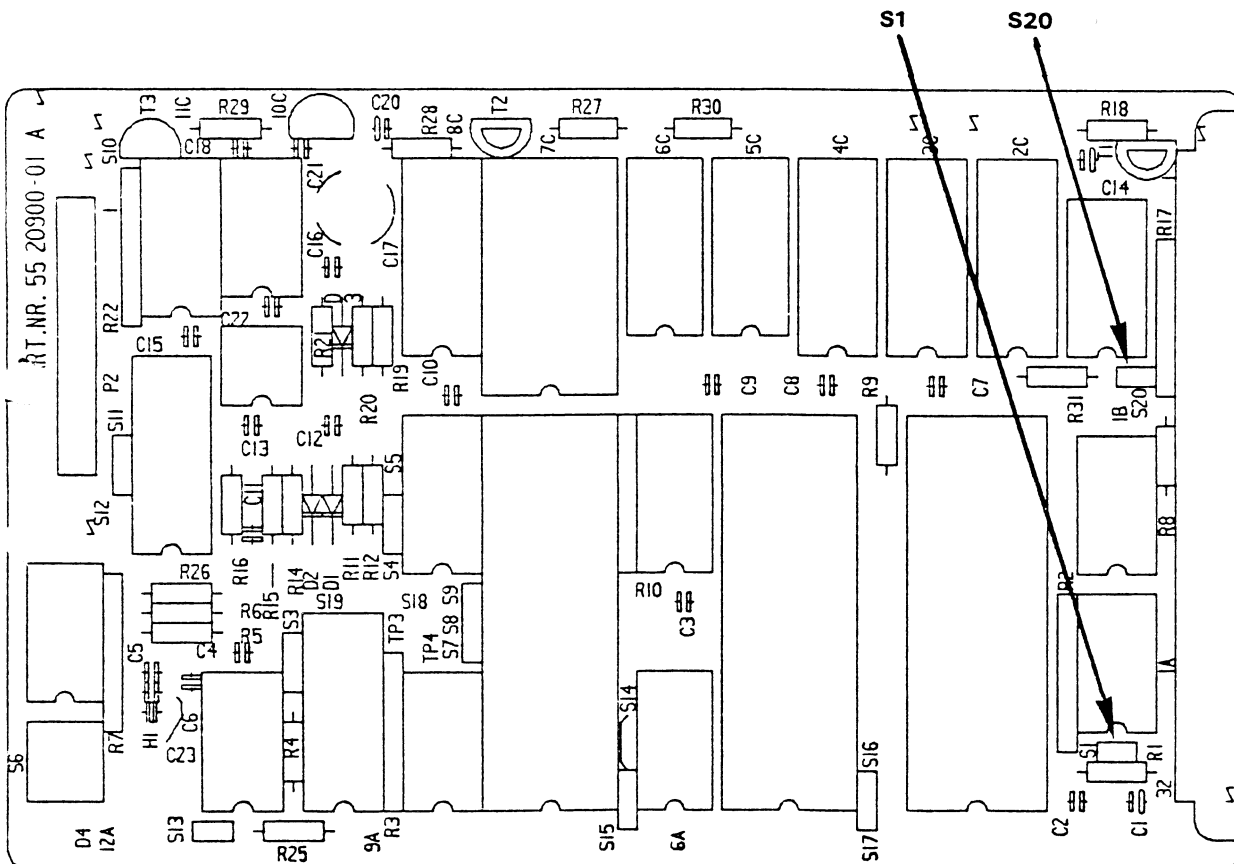 S1 S20
T3 11C R29 10C C20 R28 8C T2 7C R27 6C R30 5C 4C 3C 2C R18
S10 C18 C21 T1 C14
1 C16 C17 R17
RT.NR. 55 20900-01 A
R22 C22 D 3 R21
C15 R19 C10 C9 C8 R9 C7 R31 1B S20
P2 S11 R20
C13 C12 S5
S12 C11 R8
R16 R15 R14 D2 D1 R11 R12 S4
R26 R6 R5 S19 S18 S9 R10 R2
C5 C4 S3 TP3 TP4 S7 S8 C3 1A
S6 R7 H1 C23 C6 R4 S14 S16 S1 R1
32
D4 12A S13 R25 9A R3 S15 6A S17 C2 C1